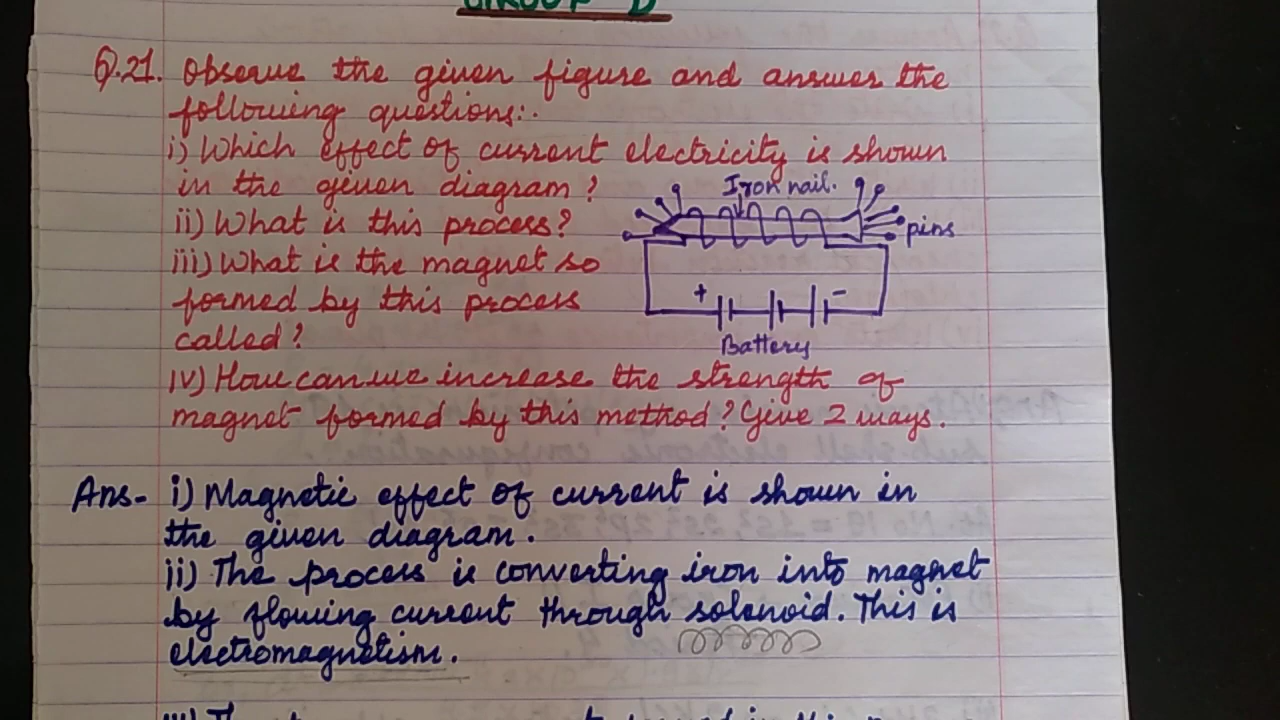 GROUP D
Q.21. Observe the given figure and answer the
following questions:-
i) Which effect of current electricity is shown
in the given diagram?
Iron nail.
ii) What is this process?
pins
iii) What is the magnet so
formed by this process
+ -
called?
Battery
iv) How can we increase the strength of
magnet formed by this method? Give 2 ways.
Ans- i) Magnetic effect of current is shown in
the given diagram.
ii) The process is converting iron into magnet
by flowing current through solenoid. This is
electromagnetism.